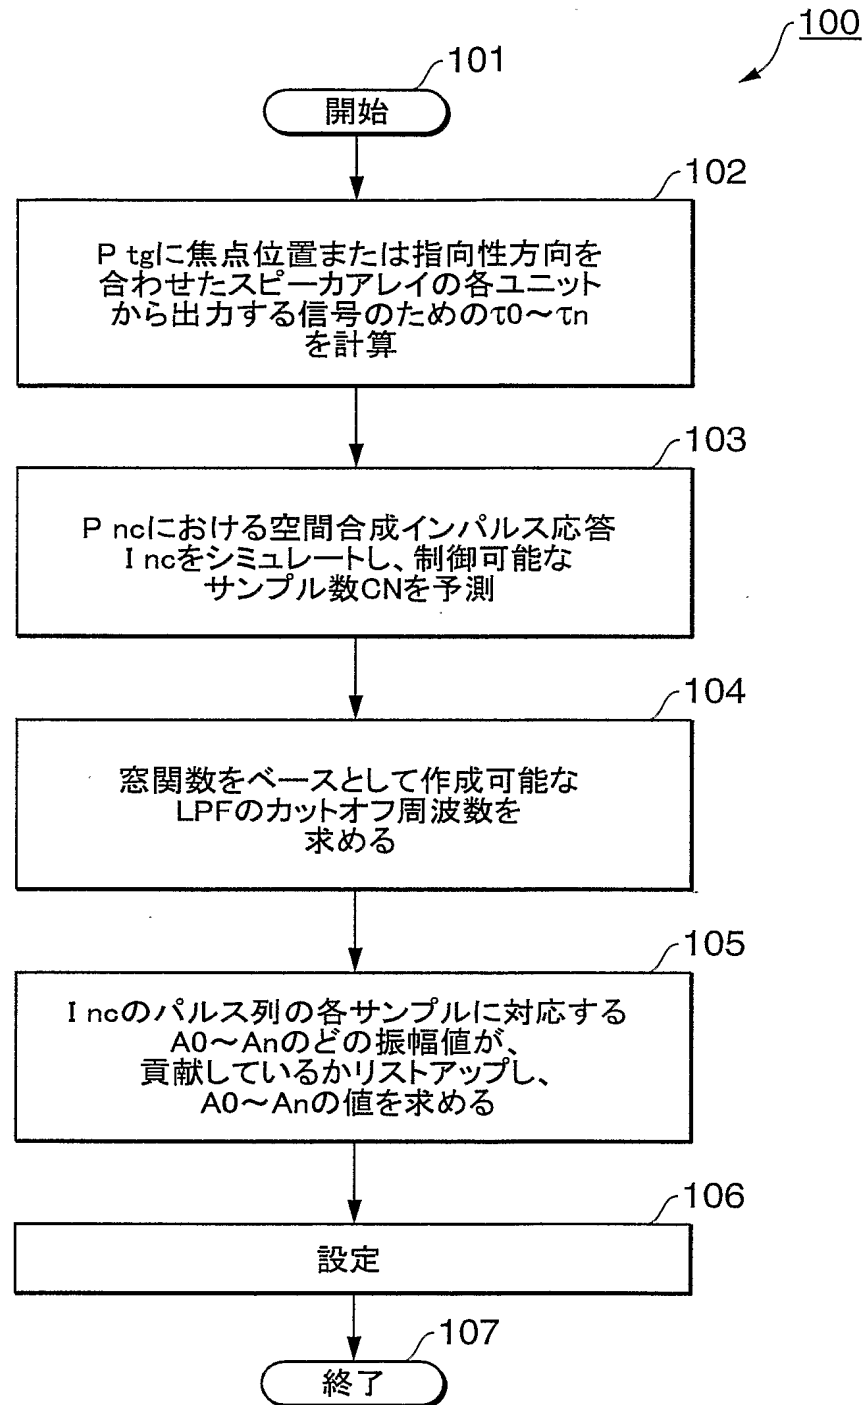 100
101
開始
102
P tgに焦点位置または指向性方向を
合わせたスピーカアレイの各ユニット
から出力する信号のためのτ0～τn
を計算
103
P ncにおける空間合成インパルス応答
I ncをシミュレートし、制御可能な
サンプル数CNを予測
104
窓関数をベースとして作成可能な
LPFのカットオフ周波数を
求める
105
I ncのパルス列の各サンプルに対応する
A0～Anのどの振幅値が、
貢献しているかリストアップし、
A0～Anの値を求める
106
設定
107
終了